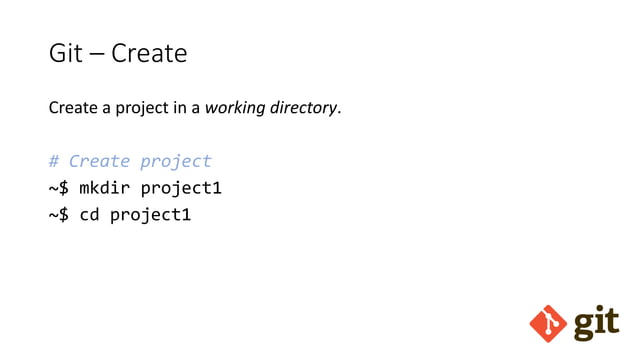 Git – Create
Create a project in a working directory.
# Create project
~$ mkdir project1
~$ cd project1
git